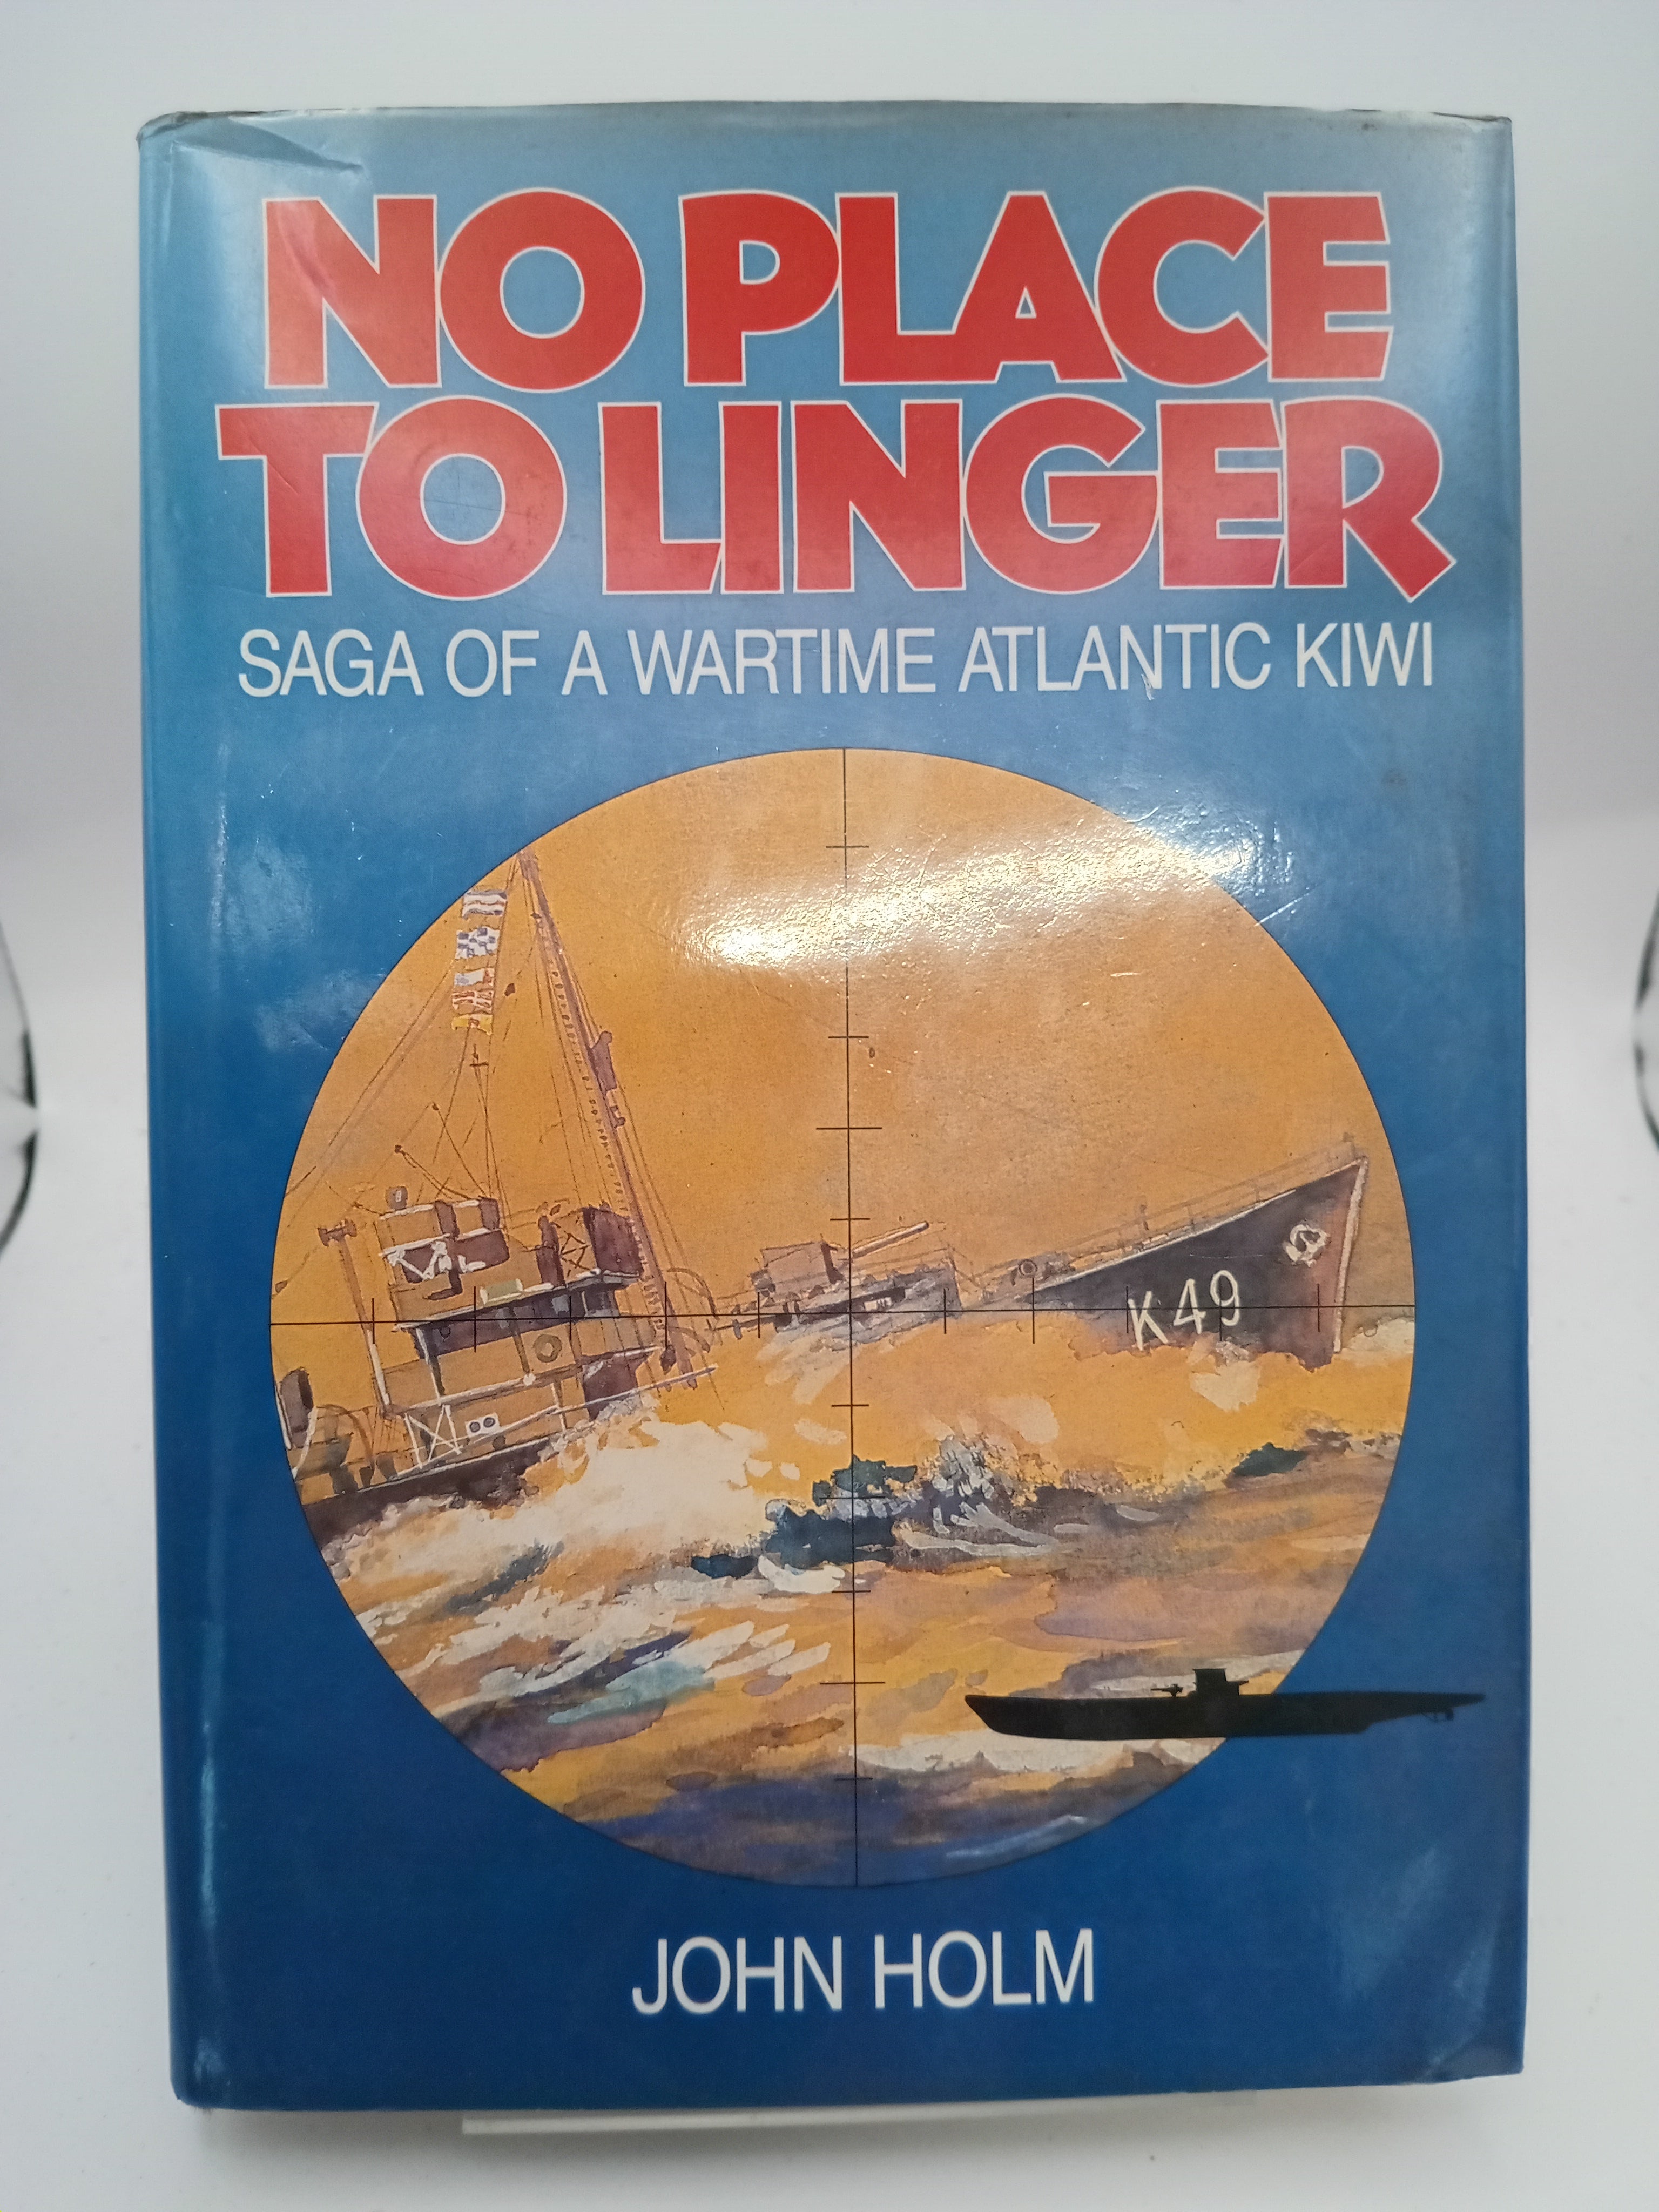 NO PLACE
TO LINGER
SAGA OF A WARTIME ATLANTIC KIWI
K49
JOHN HOLM